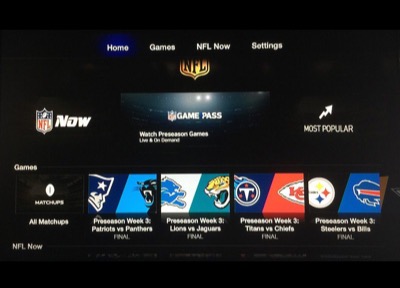 Home Games NFL Now Settings
NFL
NFL Now
NFL GAME PASS
Watch Preseason Games
Live & On Demand
MOST POPULAR
Games
MATCHUPS
All Matchups
Preseason Week 3:
Patriots vs Panthers
FINAL
Preseason Week 3:
Lions vs Jaguars
FINAL
Preseason Week 3:
Titans vs Chiefs
FINAL
Preseason Week 3:
Steelers vs Bills
FINAL
NFL Now